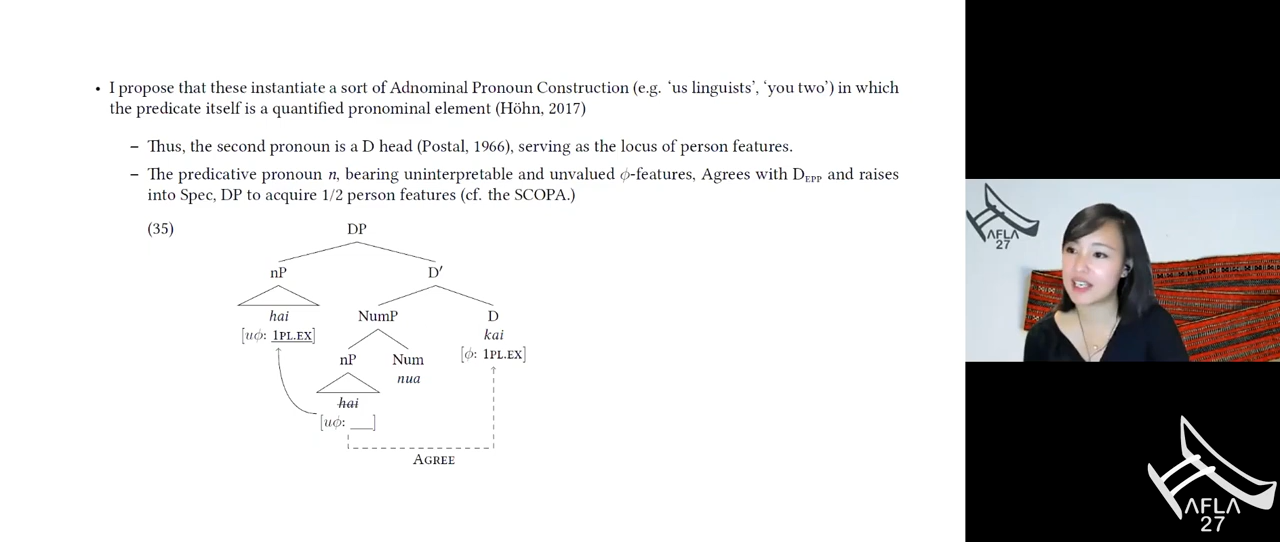 • I propose that these instantiate a sort of Adnominal Pronoun Construction (e.g. ‘us linguists’, ‘you two’) in which
the predicate itself is a quantified pronominal element (Höhn, 2017)
– Thus, the second pronoun is a D head (Postal, 1966), serving as the locus of person features.
– The predicative pronoun n, bearing uninterpretable and unvalued ϕ-features, Agrees with DEPP and raises
into Spec, DP to acquire 1/2 person features (cf. the SCOPA.)
(35)
DP
nP D′
hai NumP D
[uϕ: 1PL.EX] kai
nP Num [ϕ: 1PL.EX]
nua
hai
[uϕ: __]
AGREE
AFLA
27
AFLA
27